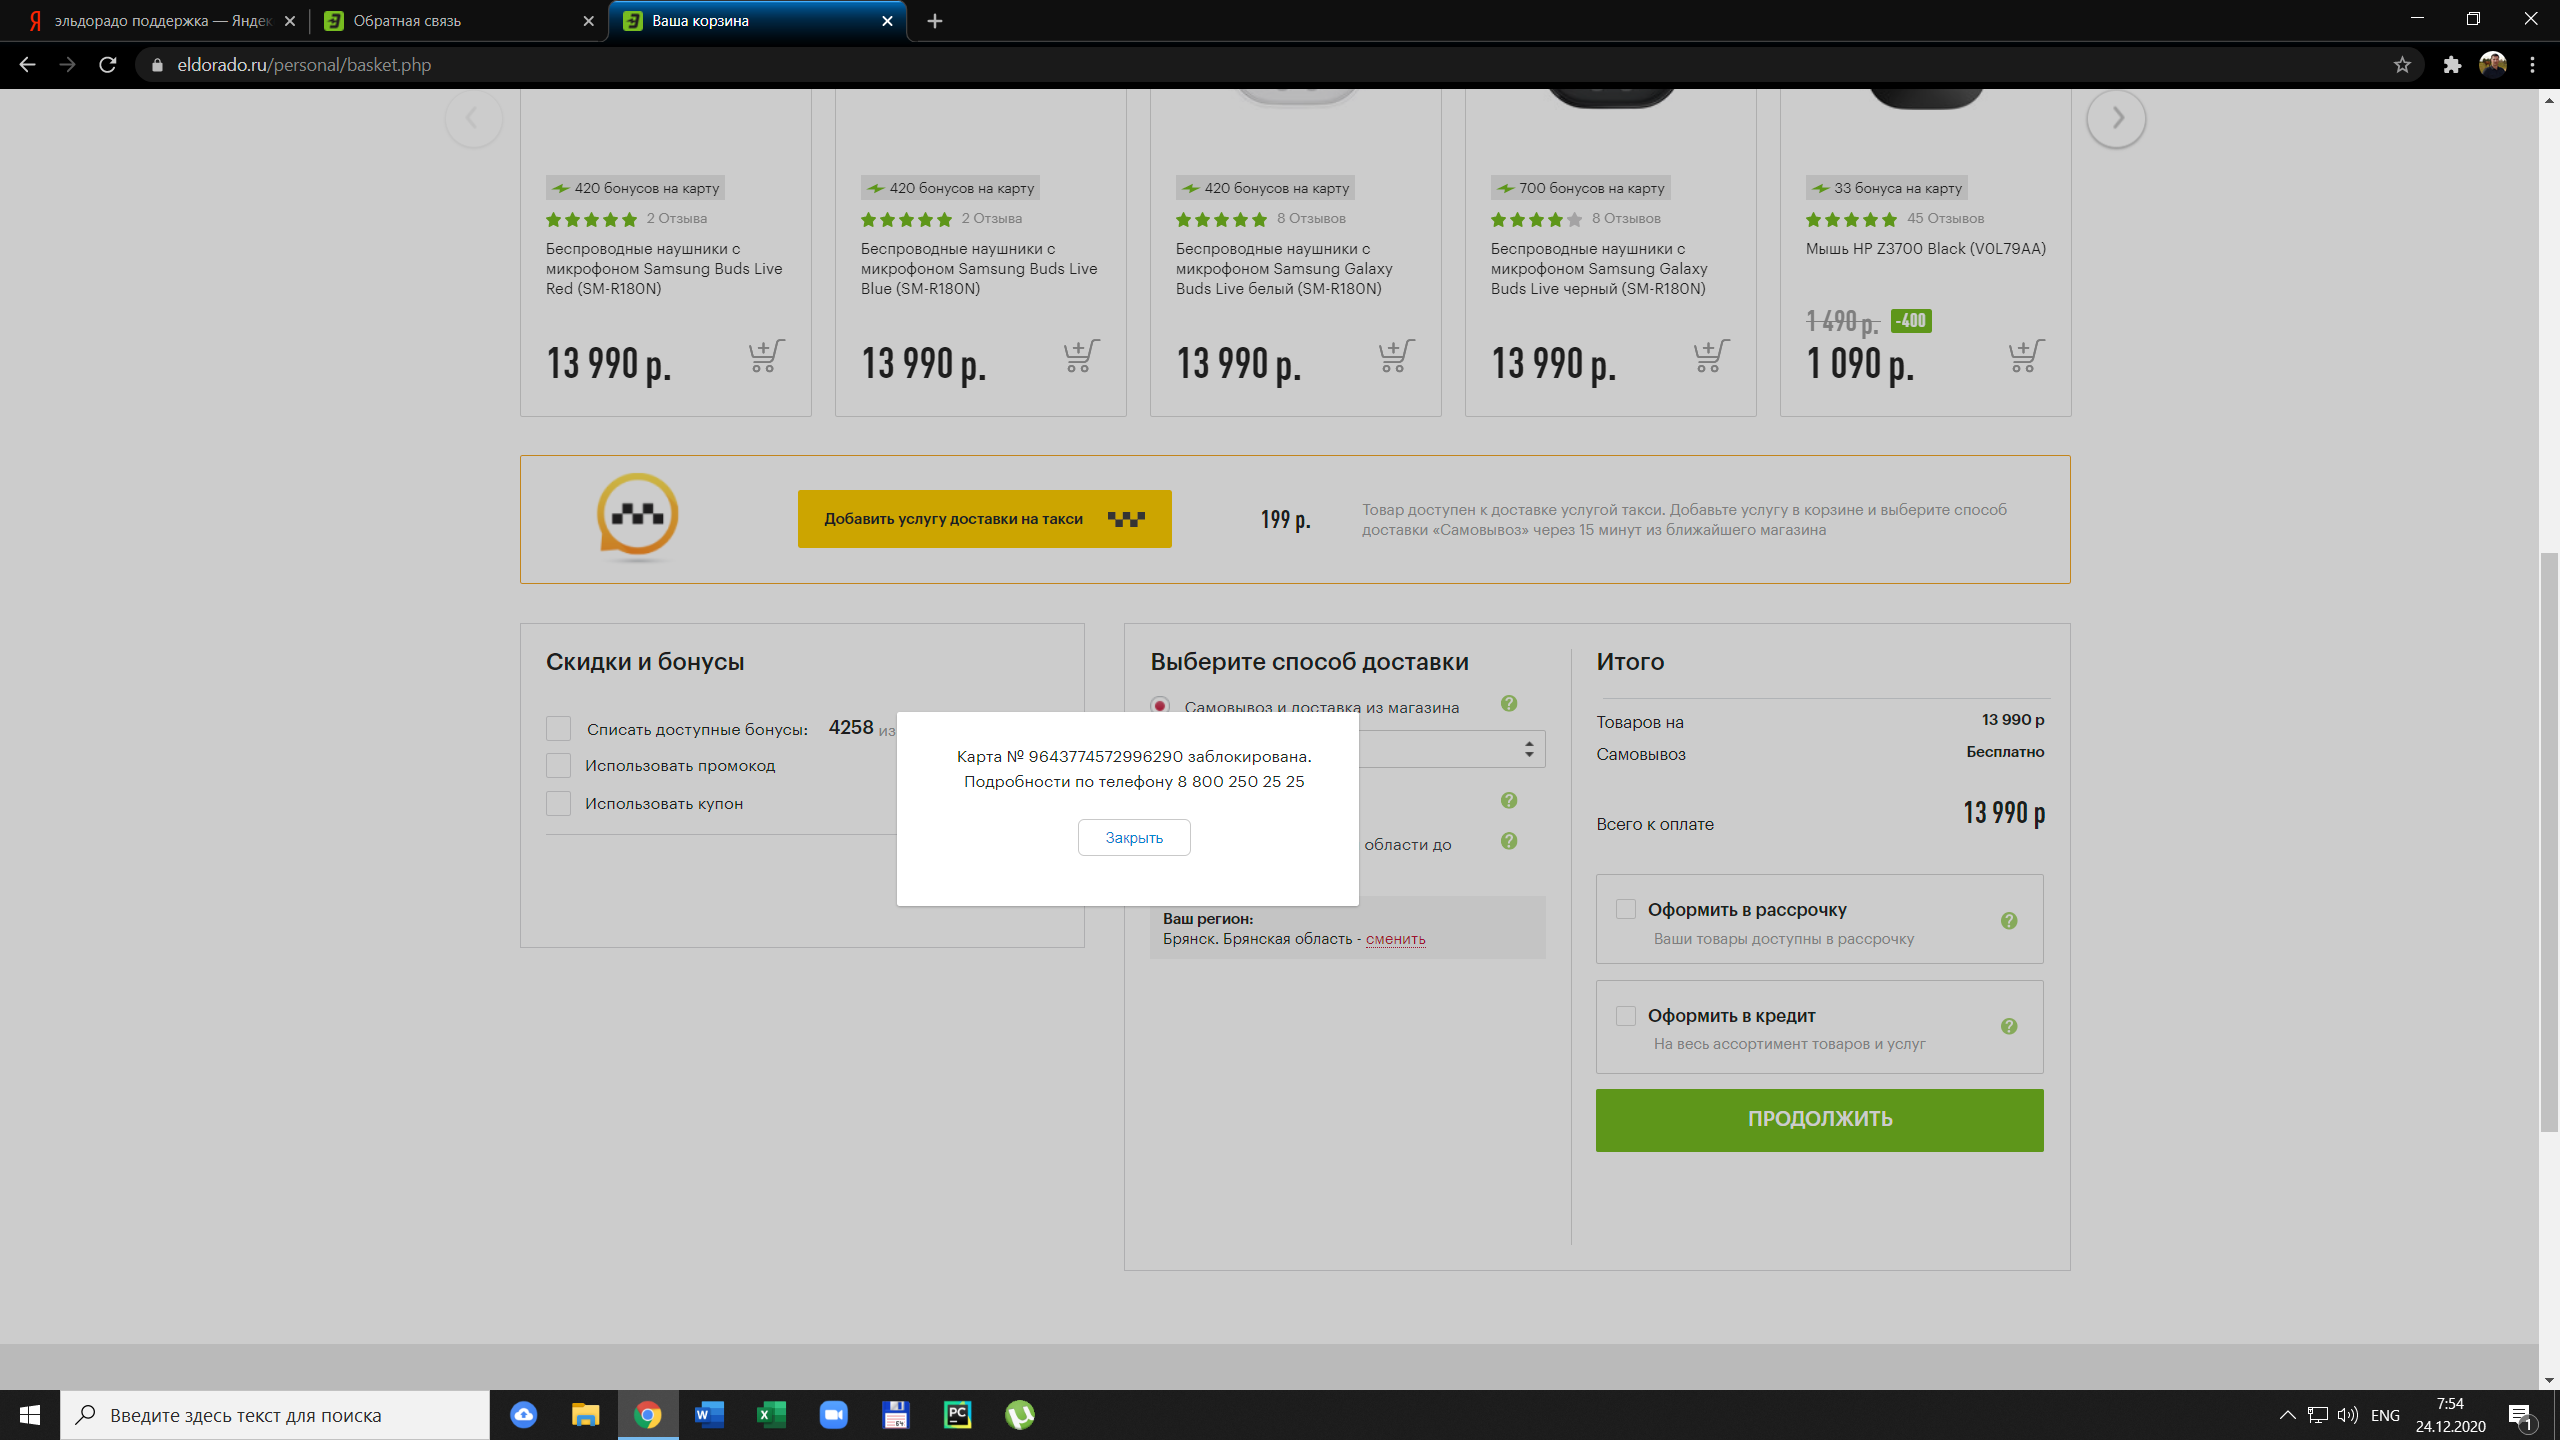 эльдорадо поддержка — Яндек
Обратная связь
Ваша корзина
eldorado.ru/personal/basket.php
420 бонусов на карту
2 Отзыва
Беспроводные наушники с
микрофоном Samsung Buds Live
Red (SM-R180N)
13 990 р.
420 бонусов на карту
2 Отзыва
Беспроводные наушники с
микрофоном Samsung Buds Live
Blue (SM-R180N)
13 990 р.
420 бонусов на карту
8 Отзывов
Беспроводные наушники с
микрофоном Samsung Galaxy
Buds Live белый (SM-R180N)
13 990 р.
700 бонусов на карту
8 Отзывов
Беспроводные наушники с
микрофоном Samsung Galaxy
Buds Live черный (SM-R180N)
13 990 р.
33 бонуса на карту
45 Отзывов
Мышь HP Z3700 Black (V0L79AA)
1 490 р. -400
1 090 р.
Добавить услугу доставки на такси
199 р.
Товар доступен к доставке услугой такси. Добавьте услугу в корзине и выберите способ
доставки «Самовывоз» через 15 минут из ближайшего магазина
Скидки и бонусы
Списать доступные бонусы: 4258 из
Использовать промокод
Использовать купон
Карта № 9643774572996290 заблокирована.
Подробности по телефону 8 800 250 25 25
Закрыть
Выберите способ доставки
Самовывоз и доставка из магазина
области до
Ваш регион:
Брянск. Брянская область - сменить
Итого
Товаров на 13 990 р
Самовывоз Бесплатно
Всего к оплате 13 990 р
Оформить в рассрочку
Ваши товары доступны в рассрочку
Оформить в кредит
На весь ассортимент товаров и услуг
ПРОДОЛЖИТЬ
Введите здесь текст для поиска
ENG
7:54
24.12.2020
1